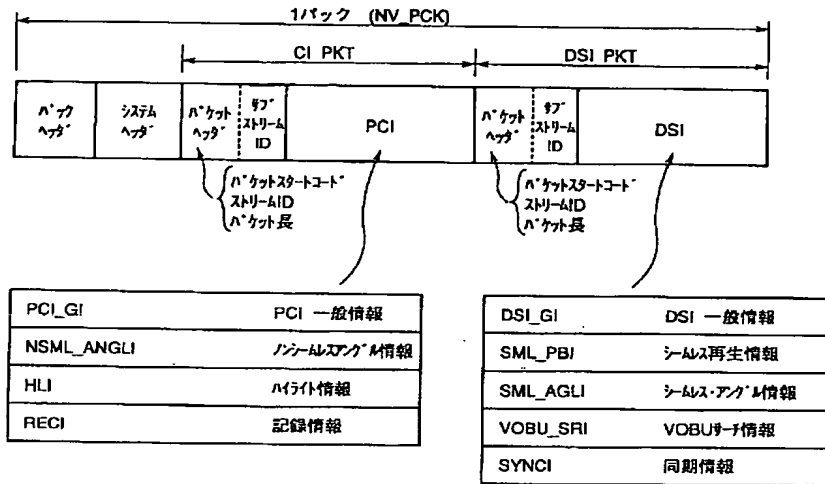 1パック (NV_PCK)
CI PKT
DSI PKT
パック
ヘッダ
システム
ヘッダ
パケット
ヘッダ
サブ
ストリーム
ID
PCI
パケット
ヘッダ
サブ
ストリーム
ID
DSI
パケットスタートコード
ストリームID
パケット長
パケットスタートコード
ストリームID
パケット長
PCI_GI PCI 一般情報
NSML_ANGLI ノンシームレスアングル情報
HLI ハイライト情報
RECI 記録情報
DSI_GI DSI 一般情報
SML_PBI シームレス再生情報
SML_AGLI シームレス・アングル情報
VOBU_SRI VOBUサーチ情報
SYNCI 同期情報